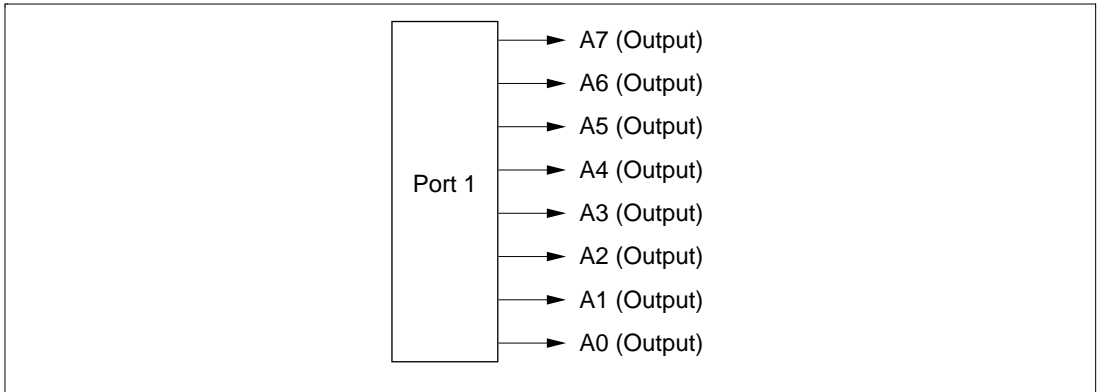 A7 (Output)
A6 (Output)
A5 (Output)
A4 (Output)
Port 1
A3 (Output)
A2 (Output)
A1 (Output)
A0 (Output)